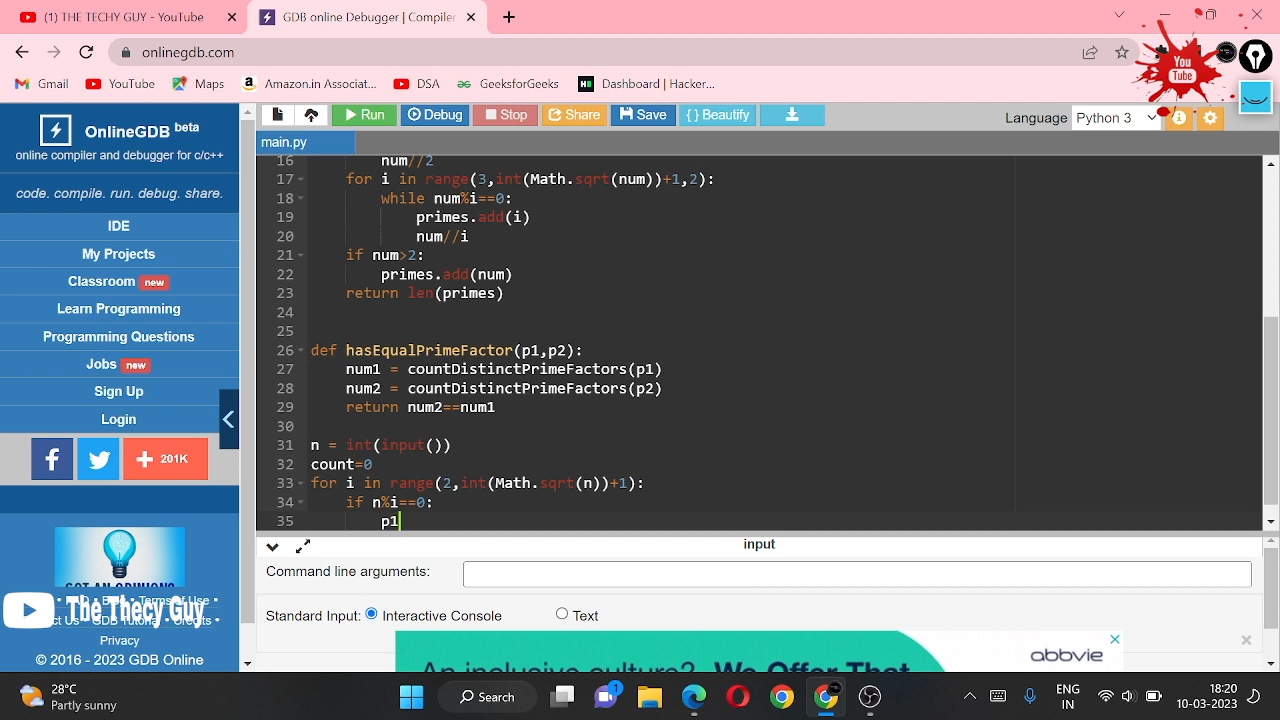 (1) THE TECHY GUY - YouTube
GDB online Debugger | Compiler
onlinegdb.com
Gmail
YouTube
Maps
Amazon.in Associat...
DSA
GeeksforGeeks
Dashboard | Hacker...
You
Tube
OnlineGDB beta
online compiler and debugger for c/c++
code. compile. run. debug. share.
IDE
My Projects
Classroom new
Learn Programming
Programming Questions
Jobs new
Sign Up
Login
201K
GOT AN OPINION?
Terms of Use •
GDB Tutorial • Credits •
Privacy
© 2016 - 2023 GDB Online
The Thecy Guy
Run
Debug
Stop
Share
Save
{ } Beautify
Language Python 3
main.py
16 num//2
17 for i in range(3,int(Math.sqrt(num))+1,2):
18 while num%i==0:
19 primes.add(i)
20 num//i
21 if num>2:
22 primes.add(num)
23 return len(primes)
24
25
26 def hasEqualPrimeFactor(p1,p2):
27 num1 = countDistinctPrimeFactors(p1)
28 num2 = countDistinctPrimeFactors(p2)
29 return num2==num1
30
31 n = int(input())
32 count=0
33 for i in range(2,int(Math.sqrt(n))+1):
34 if n%i==0:
35 p1
input
Command line arguments:
Standard Input: Interactive Console Text
An inclusive culture? We Offer That
abbvie
28°C
Partly sunny
Search
1
ENG
IN
18:20
10-03-2023